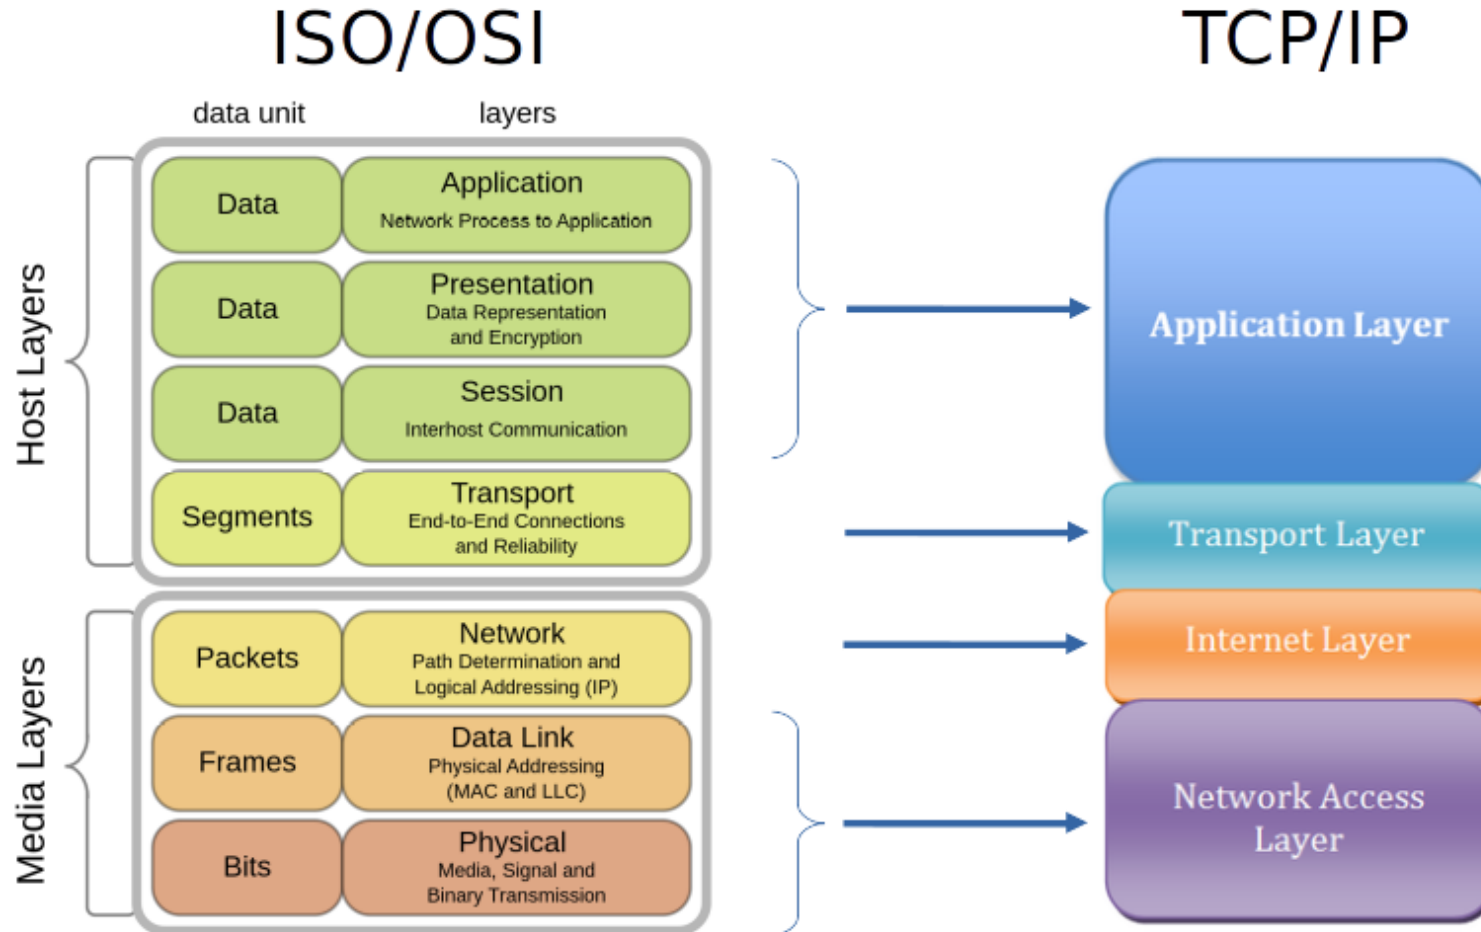 ISO/OSI
TCP/IP
data unit
layers
Host Layers
Data
Application
Network Process to Application
Data
Presentation
Data Representation
and Encryption
Data
Session
Interhost Communication
Segments
Transport
End-to-End Connections
and Reliability
Media Layers
Packets
Network
Path Determination and
Logical Addressing (IP)
Frames
Data Link
Physical Addressing
(MAC and LLC)
Bits
Physical
Media, Signal and
Binary Transmission
Application Layer
Transport Layer
Internet Layer
Network Access
Layer